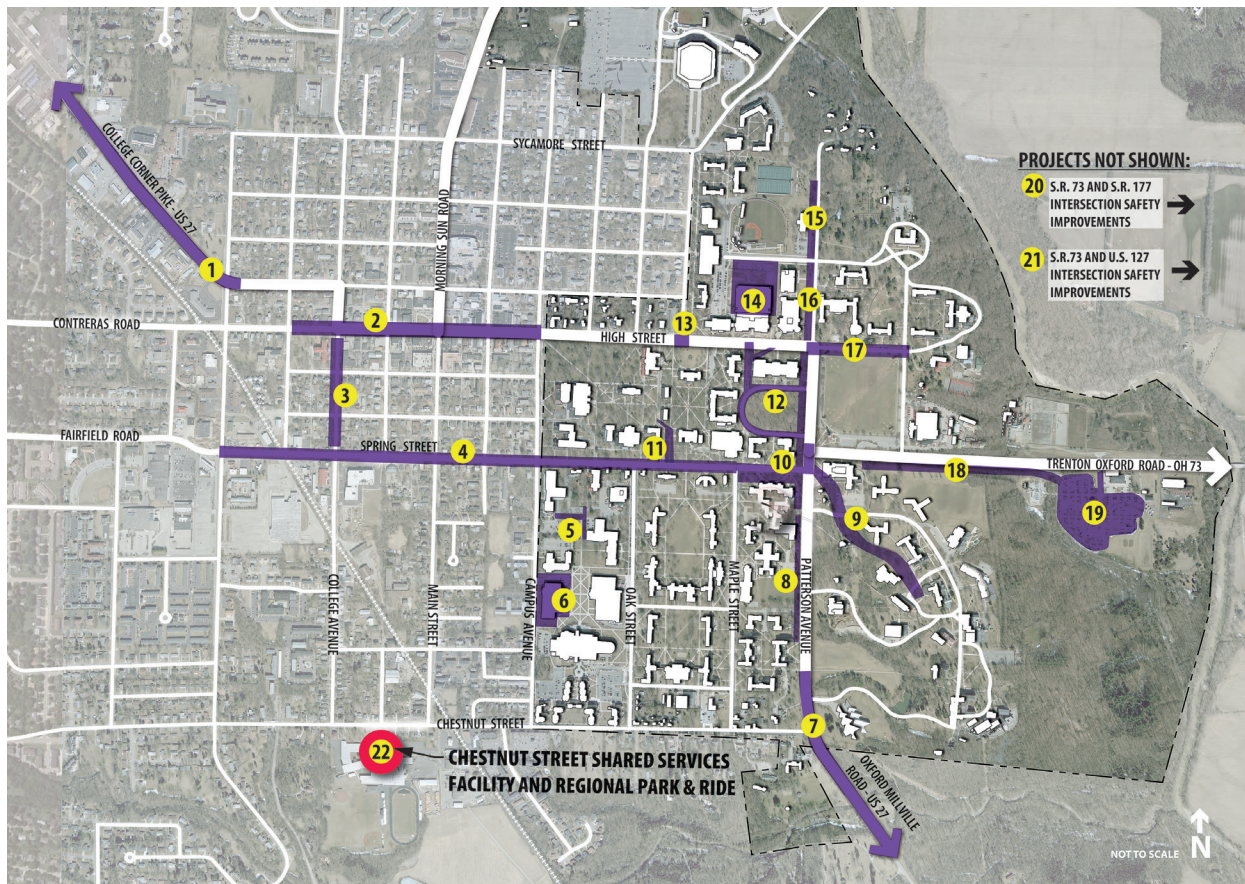 SYCAMORE STREET
PROJECTS NOT SHOWN:
20
S.R. 73 AND S.R. 177
INTERSECTION SAFETY
IMPROVEMENTS
21
S.R.73 AND U.S. 127
INTERSECTION SAFETY
IMPROVEMENTS
COLLEGE CORNER PIKE - US 27
MORNING SUN ROAD
1
15
14
16
13
CONTRERAS ROAD
2
HIGH STREET
17
3
12
FAIRFIELD ROAD
SPRING STREET
4
11
10
18
TRENTON OXFORD ROAD - OH 73
19
9
5
8
6
COLLEGE AVENUE
MAIN STREET
CAMPUS AVENUE
OAK STREET
MAPLE STREET
PATTERSON AVENUE
CHESTNUT STREET
7
22
CHESTNUT STREET SHARED SERVICES
FACILITY AND REGIONAL PARK & RIDE
OXFORD MILLVILLE
ROAD - US 27
NOT TO SCALE
N